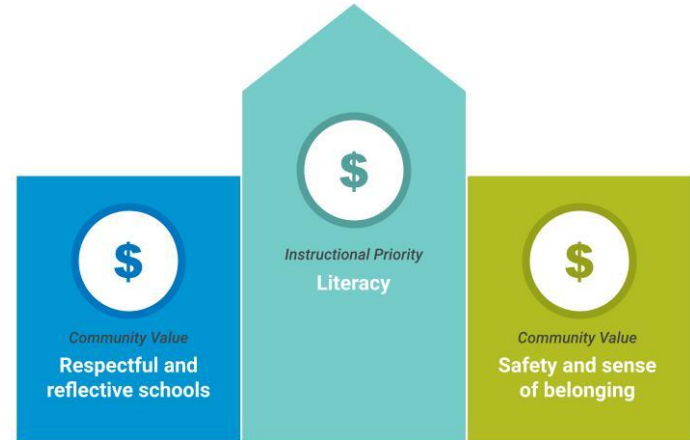 $
Community Value
Respectful and
reflective schools
$
Instructional Priority
Literacy
$
Community Value
Safety and sense
of belonging